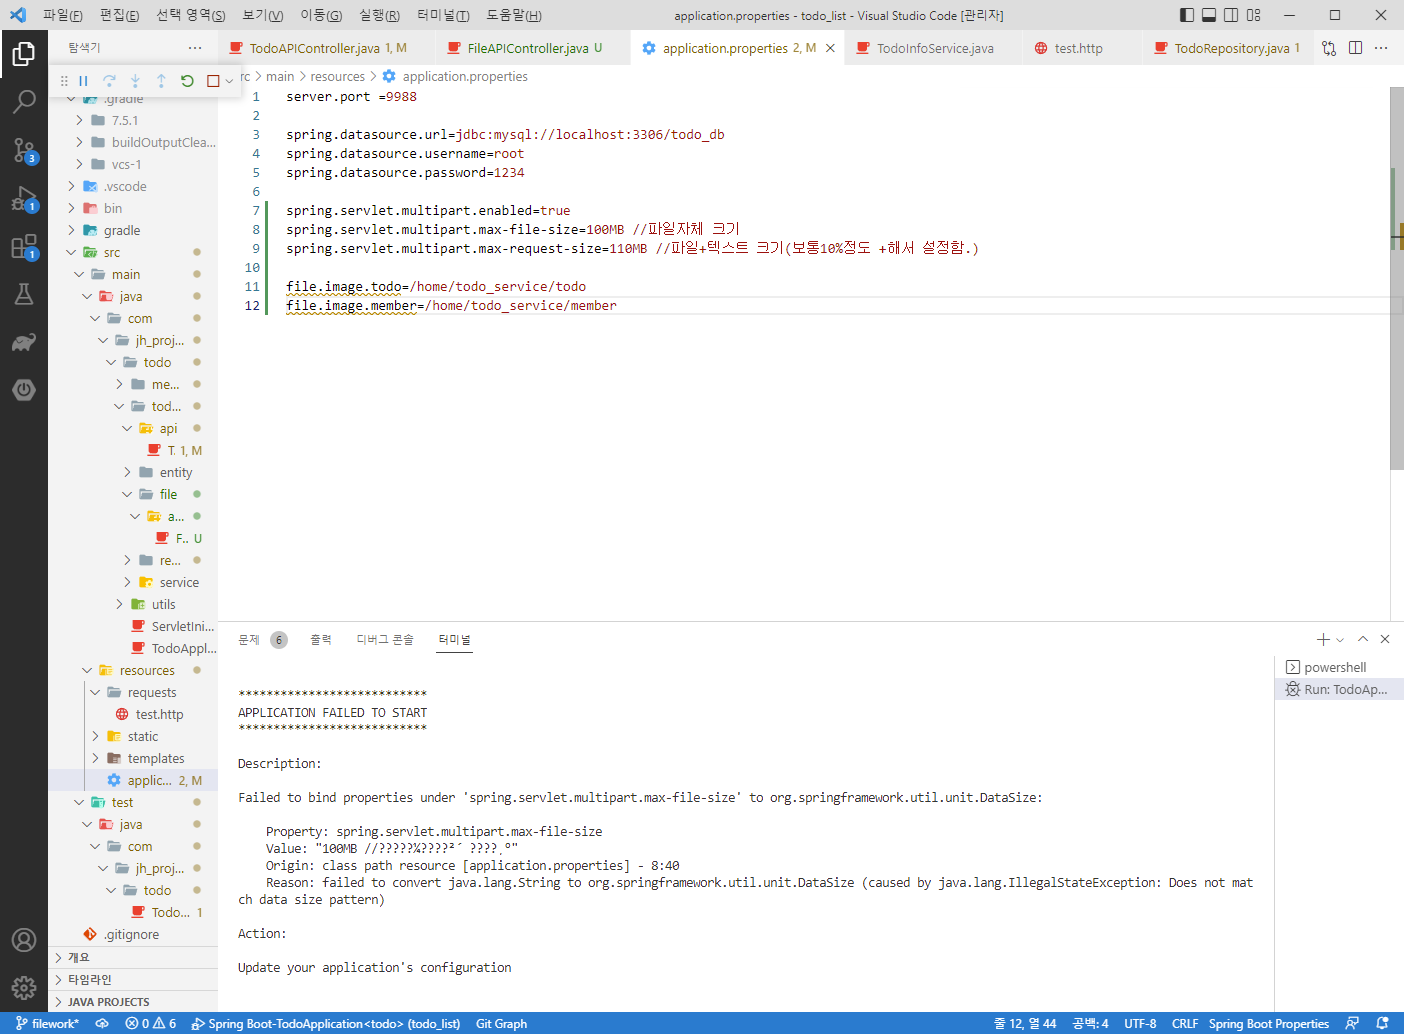 파일(F) 편집(E) 선택 영역(S) 보기(V) 이동(G) 실행(R) 터미널(T) 도움말(H) application.properties - todo_list - Visual Studio Code [관리자]
탐색기 ...
TodoAPIController.java 1, M FileAPIController.java U application.properties 2, M TodoInfoService.java test.http TodoRepository.java 1
rc > main > resources > application.properties
.gradle
7.5.1
buildOutputClea...
vcs-1
.vscode
bin
gradle
src
main
java
com
jh_proj...
todo
me...
tod...
api
T. 1, M
entity
file
a...
F.. U
re...
service
utils
ServletIni...
TodoAppl...
resources
requests
test.http
static
templates
applic... 2, M
test
java
com
jh_proj...
todo
Todo... 1
.gitignore
개요
타임라인
JAVA PROJECTS
3
1
1
1 server.port =9988
2
3 spring.datasource.url=jdbc:mysql://localhost:3306/todo_db
4 spring.datasource.username=root
5 spring.datasource.password=1234
6
7 spring.servlet.multipart.enabled=true
8 spring.servlet.multipart.max-file-size=100MB //파일자체 크기
9 spring.servlet.multipart.max-request-size=110MB //파일+텍스트 크기(보통10%정도 +해서 설정함.)
10
11 file.image.todo=/home/todo_service/todo
12 file.image.member=/home/todo_service/member
문제 6 출력 디버그 콘솔 터미널
powershell
Run: TodoAp...
***************************
APPLICATION FAILED TO START
***************************
Description:
Failed to bind properties under 'spring.servlet.multipart.max-file-size' to org.springframework.util.unit.DataSize:
Property: spring.servlet.multipart.max-file-size
Value: "100MB //?????¼????²´ ????¸°"
Origin: class path resource [application.properties] - 8:40
Reason: failed to convert java.lang.String to org.springframework.util.unit.DataSize (caused by java.lang.IllegalStateException: Does not mat
ch data size pattern)
Action:
Update your application's configuration
filework* 0 6 Spring Boot-TodoApplication<todo> (todo_list) Git Graph 줄 12, 열 44 공백: 4 UTF-8 CRLF Spring Boot Properties